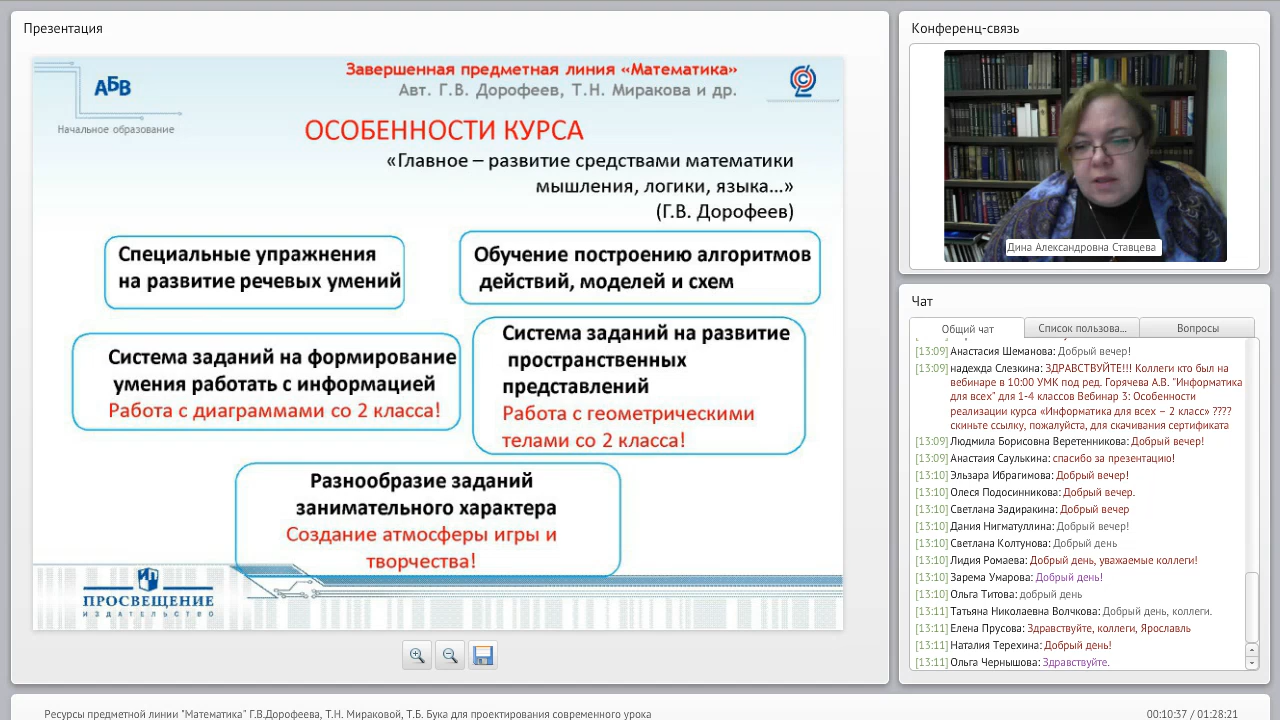 Презентация
АБВ
Начальное образование
Завершенная предметная линия «Математика»
Авт. Г.В. Дорофеев, Т.Н. Миракова и др.
ОСОБЕННОСТИ КУРСА
«Главное – развитие средствами математики
мышления, логики, языка…»
(Г.В. Дорофеев)
Специальные упражнения
на развитие речевых умений
Обучение построению алгоритмов
действий, моделей и схем
Система заданий на формирование
умения работать с информацией
Работа с диаграммами со 2 класса!
Система заданий на развитие
пространственных
представлений
Работа с геометрическими
телами со 2 класса!
Разнообразие заданий
занимательного характера
Создание атмосферы игры и
творчества!
ПРОСВЕЩЕНИЕ
ИЗДАТЕЛЬСТВО
Конференц-связь
Дина Александровна Ставцева
Чат
Общий чат
Список пользова...
Вопросы
[13:09] Анастасия Шеманова: Добрый вечер!
[13:09] надежда Слезкина: ЗДРАВСТВУЙТЕ!!! Коллеги кто был на
вебинаре в 10:00 УМК под ред. Горячева А.В. "Информатика
для всех" для 1-4 классов Вебинар 3: Особенности
реализации курса «Информатика для всех – 2 класс» ????
скиньте ссылку, пожалуйста, для скачивания сертификата
[13:09] Людмила Борисовна Веретенникова: Добрый вечер!
[13:09] Анастаия Саулькина: спасибо за презентацию!
[13:10] Эльзара Ибрагимова: Добрый вечер!
[13:10] Олеся Подосинникова: Добрый вечер.
[13:10] Светлана Задиракина: Добрый вечер
[13:10] Дания Нигматуллина: Добрый вечер!
[13:10] Светлана Колтунова: Добрый день
[13:10] Лидия Ромаева: Добрый день, уважаемые коллеги!
[13:10] Зарема Умарова: Добрый день!
[13:10] Ольга Титова: добрый день
[13:11] Татьяна Николаевна Волчкова: Добрый день, коллеги.
[13:11] Елена Прусова: Здравствуйте, коллеги, Ярославль
[13:11] Наталия Терехина: Добрый день!
[13:11] Ольга Чернышова: Здравствуйте.
Ресурсы предметной линии "Математика" Г.В.Дорофеева, Т.Н. Мираковой, Т.Б. Бука для проектирования современного урока
00:10:37 / 01:28:21